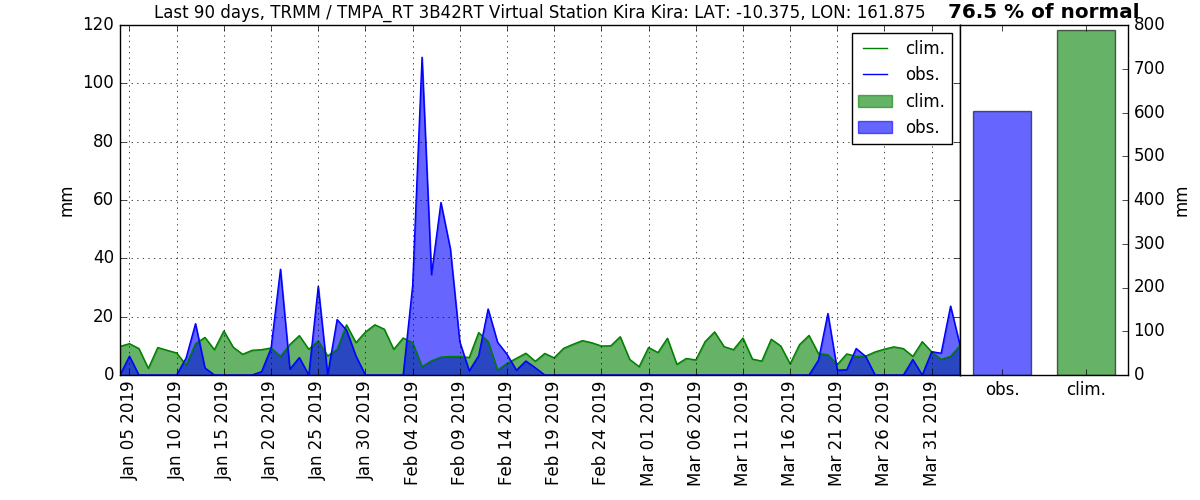 Last 90 days, TRMM / TMPA_RT 3B42RT Virtual Station Kira Kira: LAT: -10.375, LON: 161.875
76.5 % of normal
120
100
80
60
40
20
0
mm
clim.
obs.
clim.
obs.
Jan 05 2019
Jan 10 2019
Jan 15 2019
Jan 20 2019
Jan 25 2019
Jan 30 2019
Feb 04 2019
Feb 09 2019
Feb 14 2019
Feb 19 2019
Feb 24 2019
Mar 01 2019
Mar 06 2019
Mar 11 2019
Mar 16 2019
Mar 21 2019
Mar 26 2019
Mar 31 2019
800
700
600
500
400
300
200
100
0
mm
obs.
clim.